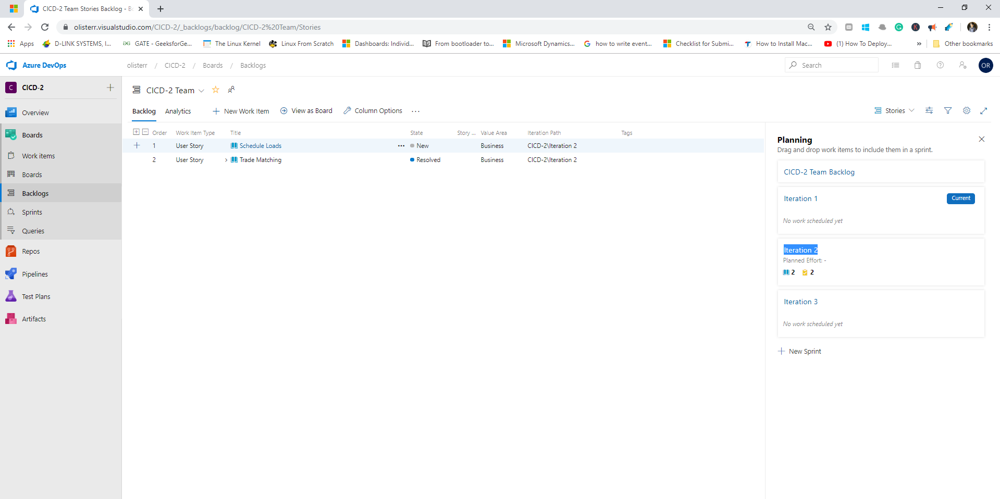 CICD-2 Team Stories Backlog - Bo
olisterr.visualstudio.com/CICD-2/_backlogs/backlog/CICD-2%20Team/Stories
Apps D-LINK SYSTEMS, I... GATE - GeeksforGe... The Linux Kernel Linux From Scratch Dashboards: Individ... From bootloader to... Microsoft Dynamics... how to write event... Checklist for Submi... How to Install Mac... (1) How To Deploy... » Other bookmarks
Azure DevOps olisterr / CICD-2 / Boards / Backlogs Search OR
C CICD-2
Overview
Boards
Work items
Boards
Backlogs
Sprints
Queries
Repos
Pipelines
Test Plans
Artifacts
CICD-2 Team
Backlog Analytics New Work Item View as Board Column Options ... Stories
Order Work Item Type Title State Story ... Value Area Iteration Path Tags
1 User Story Schedule Loads ... New Business CICD-2\Iteration 2
2 User Story Trade Matching Resolved Business CICD-2\Iteration 2
Planning
Drag and drop work items to include them in a sprint.
CICD-2 Team Backlog
Iteration 1 Current
No work scheduled yet
Iteration 2
Planned Effort: -
2 2
Iteration 3
No work scheduled yet
New Sprint